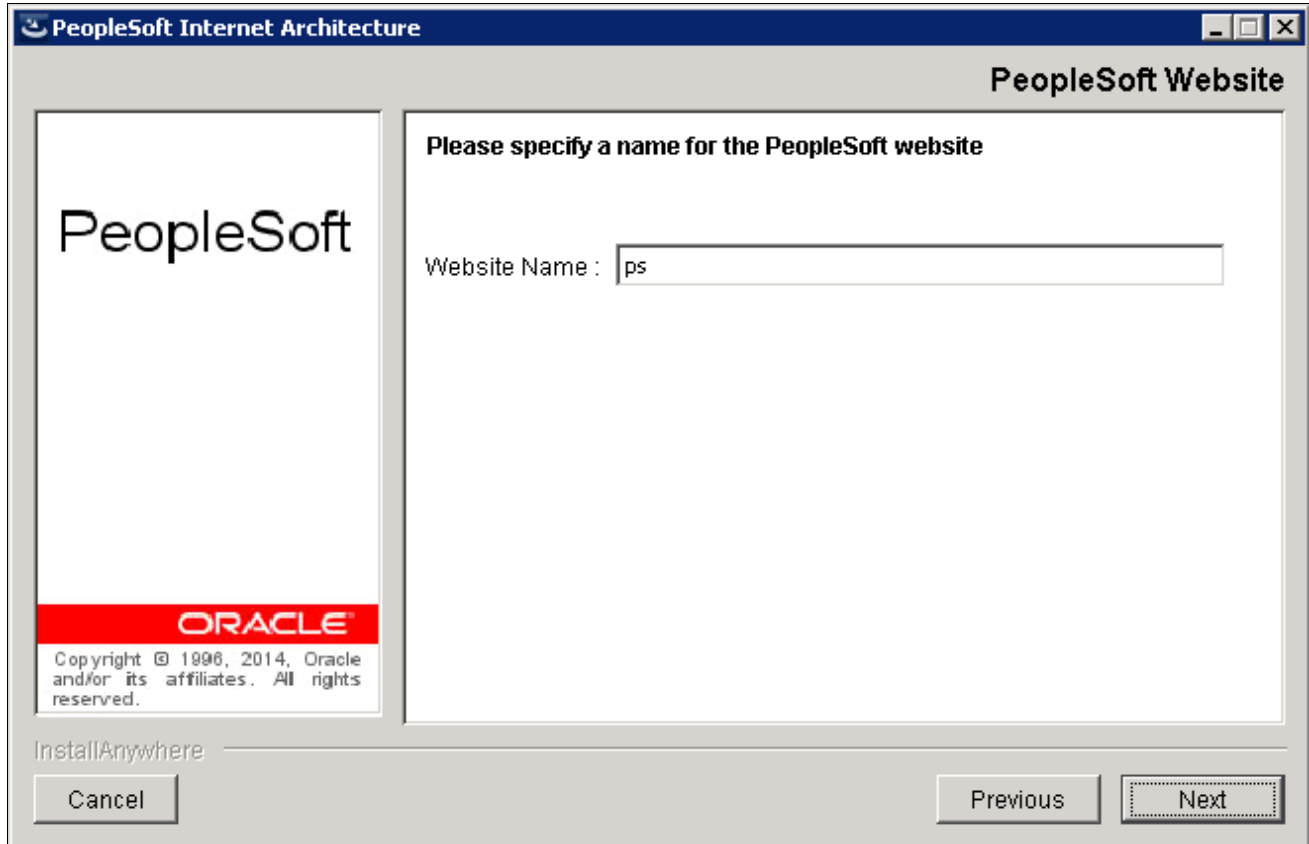 PeopleSoft Internet Architecture
PeopleSoft Website
PeopleSoft
ORACLE
Copyright © 1996, 2014, Oracle
and/or its affiliates. All rights
reserved.
Please specify a name for the PeopleSoft website
Website Name : ps
InstallAnywhere
Cancel
Previous
Next